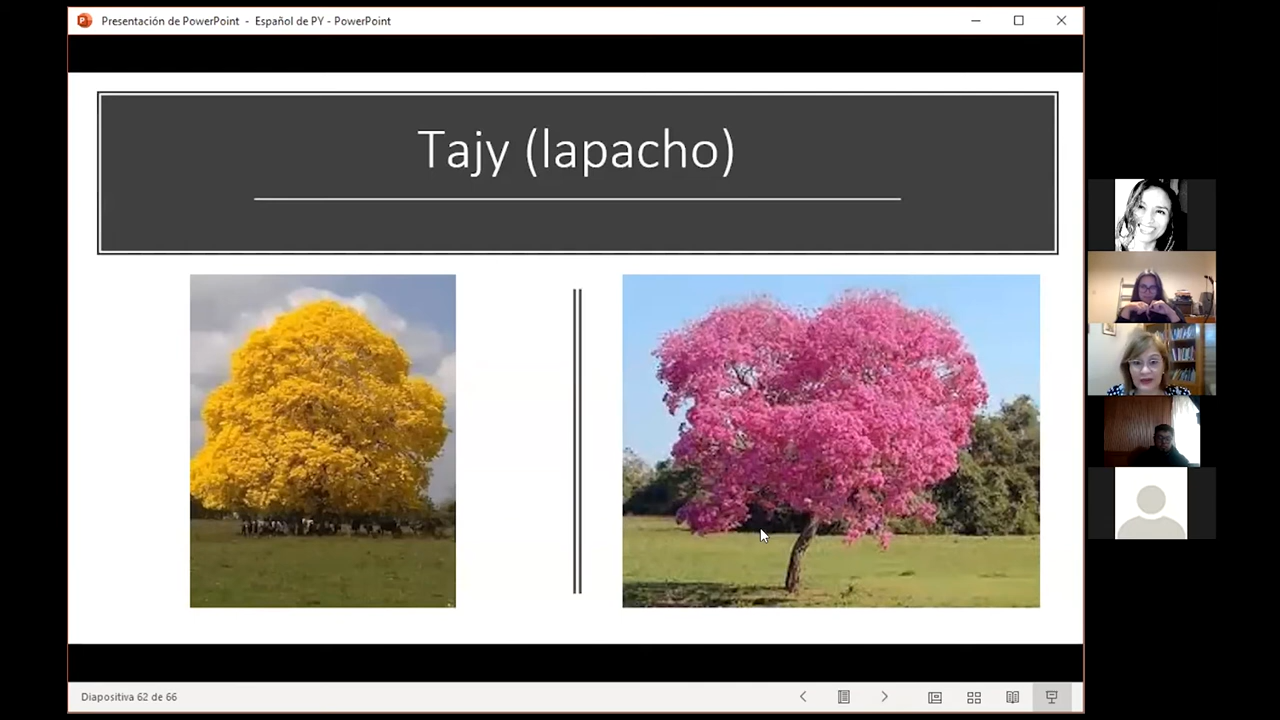 Presentación de PowerPoint - Español de PY - PowerPoint
Tajy (lapacho)
Diapositiva 62 de 66